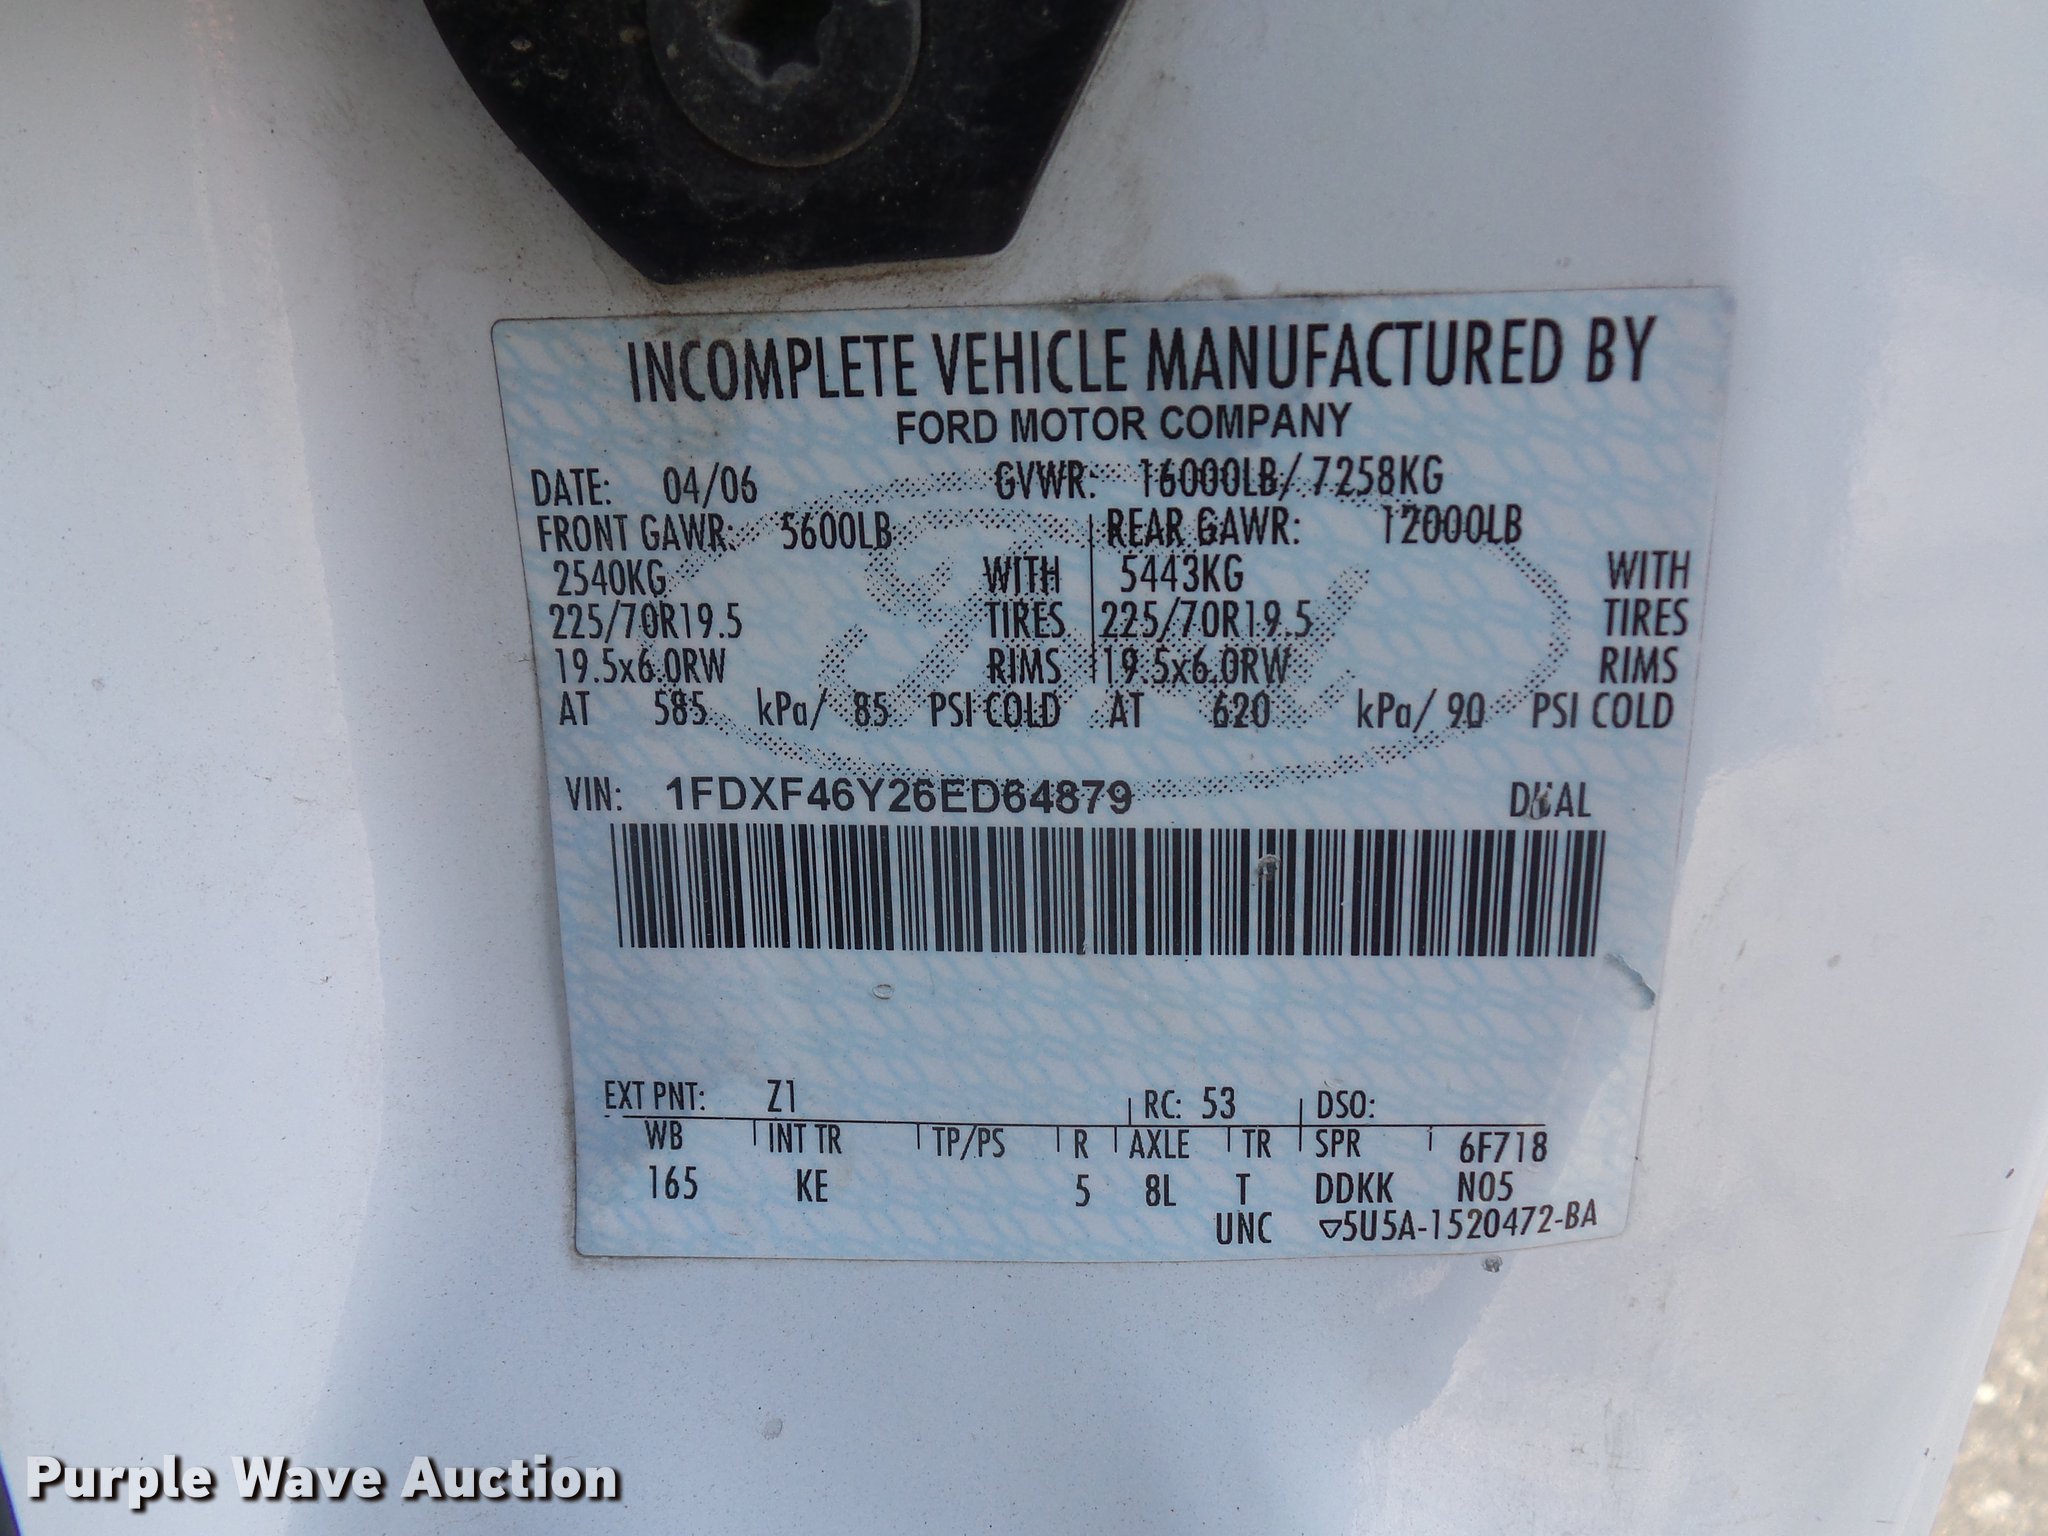 INCOMPLETE VEHICLE MANUFACTURED BY
FORD MOTOR COMPANY
DATE: 04/06 GVWR: 16000LB/ 7258KG
FRONT GAWR: 5600LB REAR GAWR: 12000LB
2540KG WITH 5443KG WITH
225/70R19.5 TIRES 225/70R19.5 TIRES
19.5x6.0RW RIMS 19.5x6.0RW RIMS
AT 585 kPa/ 85 PSI COLD AT 620 kPa/ 90 PSI COLD
VIN: 1FDXF46Y26ED64879 DUAL
EXT PNT: Z1 RC: 53 DSO:
WB INT TR TP/PS R AXLE TR SPR 6F718
165 KE 5 8L T DDKK N05
UNC ▽5U5A-1520472-BA
Purple Wave Auction